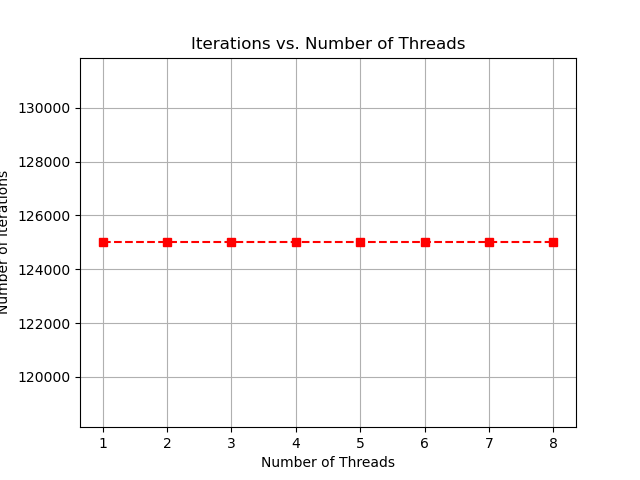 Iterations vs. Number of Threads
130000
128000
126000
124000
122000
120000
Number of Iterations
1 2 3 4 5 6 7 8
Number of Threads